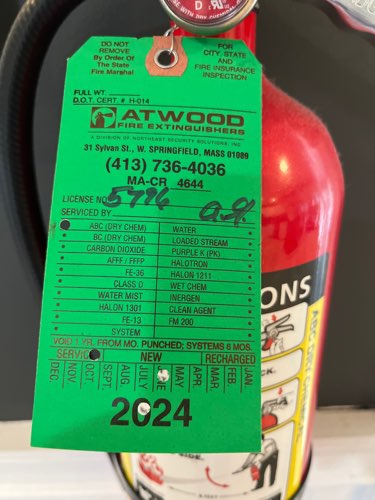 DO NOT
REMOVE
By Order Of
The State
Fire Marshal
FOR
CITY, STATE
AND
FIRE INSURANCE
INSPECTION
FULL WT.
D.O.T. CERT. # H-014
ATWOOD
FIRE EXTINGUISHERS
A DIVISION OF NORTHEAST SECURITY SOLUTIONS, INC.
31 Sylvan St., W. SPRINGFIELD, MASS 01089
(413) 736-4036
MA-CR 4644
LICENSE NO. 5796
SERVICED BY
ABC (DRY CHEM) WATER
BC (DRY CHEM) LOADED STREAM
CARBON DIOXIDE PURPLE K (PK)
AFFF / FFFP HALOTRON
FE-36 HALON 1211
CLASS D WET CHEM
WATER MIST INERGEN
HALON 1301 CLEAN AGENT
FE-13 FM 200
SYSTEM
VOID 1 YR. FROM MO. PUNCHED; SYSTEMS 6 MOS.
SERVICE NEW RECHARGED
DEC. NOV. OCT. SEPT. AUG. JULY MAY APR. MAR. FEB. JAN.
2024
IONS
ABC DRY CHEMICAL